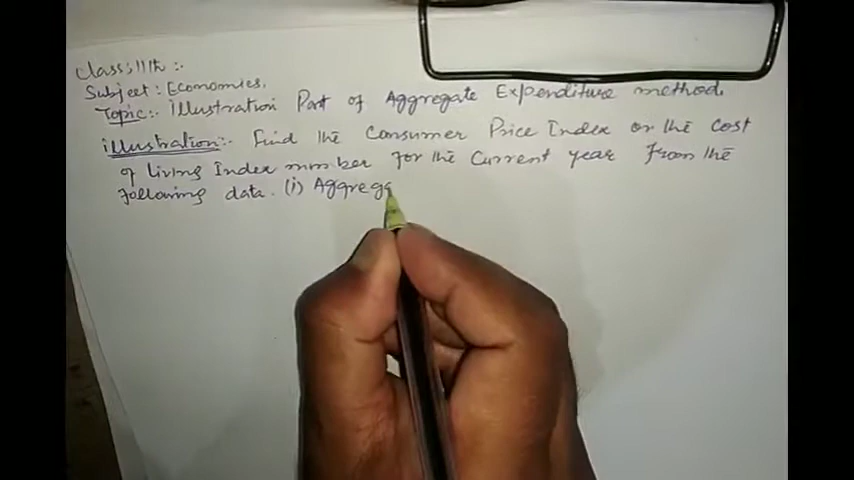 Class: 11th :-
Subject : Economics.
Topic :- Illustration Part of Aggregate Expenditure method.
illustration :- Find the Consumer Price Index or the Cost
of living Index number for the Current year from the
following data. (i) Aggrega